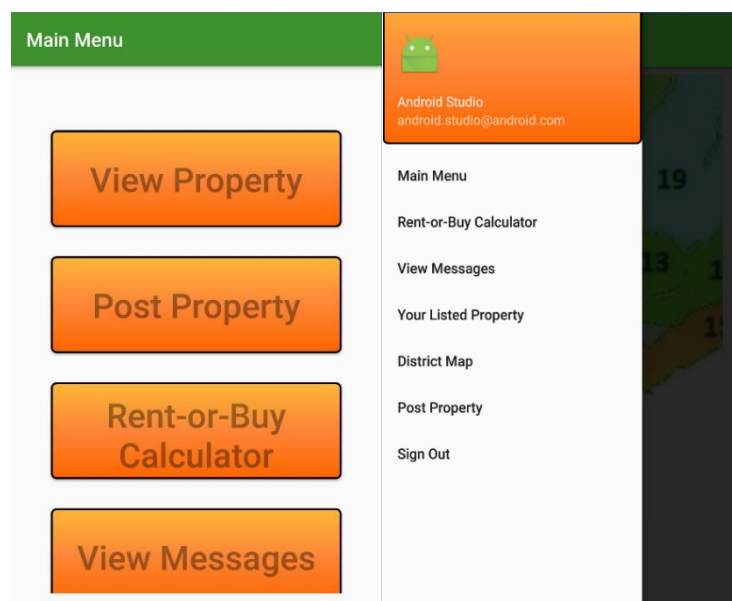 Main Menu
View Property
Post Property
Rent-or-Buy
Calculator
View Messages
Android Studio
android.studio@android.com
Main Menu
Rent-or-Buy Calculator
View Messages
Your Listed Property
District Map
Post Property
Sign Out
19
13